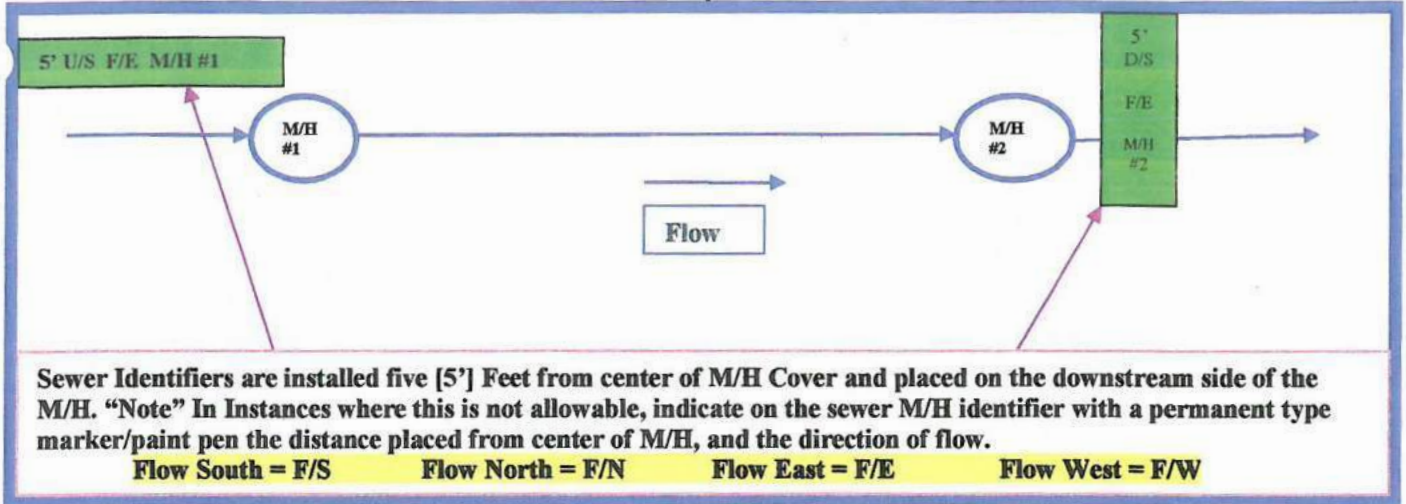 5' U/S F/E M/H #1
M/H
#1
M/H
#2
5'
D/S
F/E
M/H
#2
Flow
Sewer Identifiers are installed five [5'] Feet from center of M/H Cover and placed on the downstream side of the
M/H. “Note” In Instances where this is not allowable, indicate on the sewer M/H identifier with a permanent type
marker/paint pen the distance placed from center of M/H, and the direction of flow.
Flow South = F/S Flow North = F/N Flow East = F/E Flow West = F/W